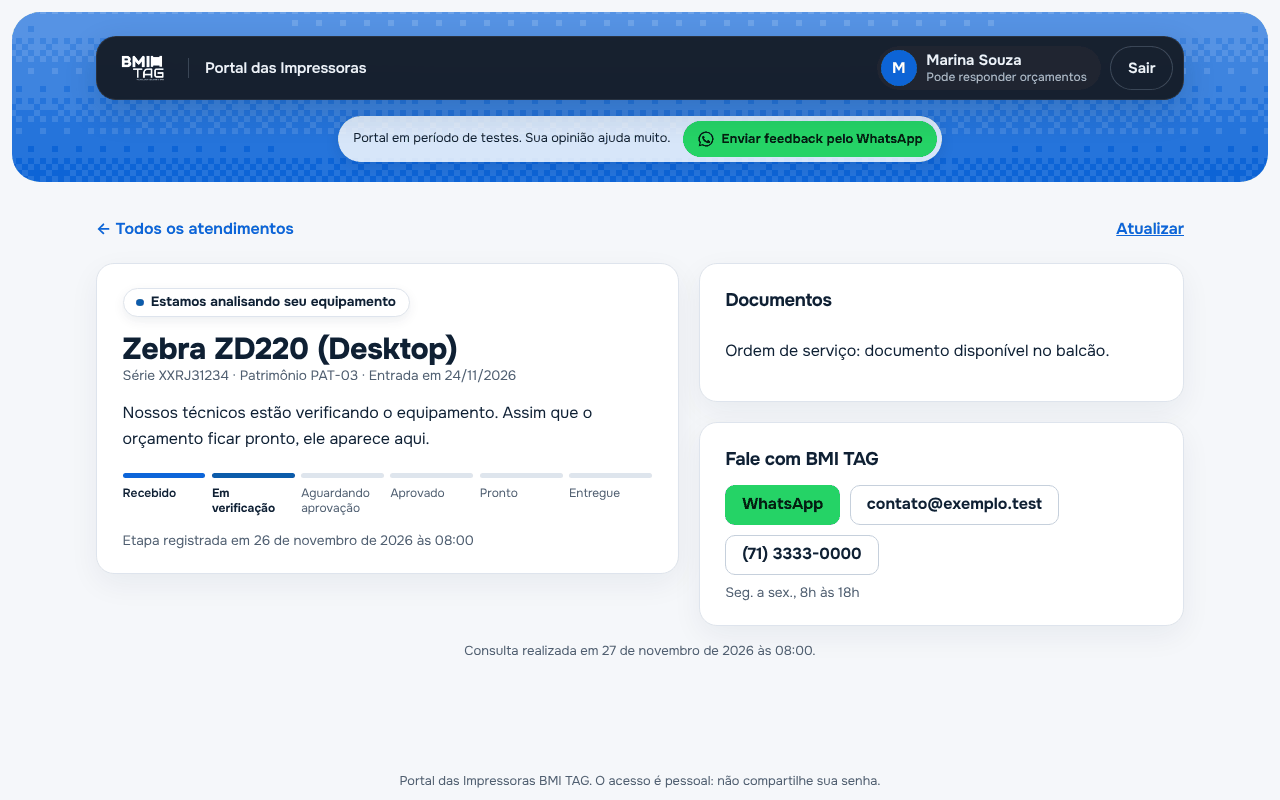 BMI TAG
Portal das Impressoras
M
Marina Souza
Pode responder orçamentos
Sair
Portal em período de testes. Sua opinião ajuda muito.
Enviar feedback pelo WhatsApp
← Todos os atendimentos
Atualizar
Estamos analisando seu equipamento
Zebra ZD220 (Desktop)
Série XXRJ31234 · Patrimônio PAT-03 · Entrada em 24/11/2026
Nossos técnicos estão verificando o equipamento. Assim que o
orçamento ficar pronto, ele aparece aqui.
Recebido
Em
verificação
Aguardando
aprovação
Aprovado
Pronto
Entregue
Etapa registrada em 26 de novembro de 2026 às 08:00
Documentos
Ordem de serviço: documento disponível no balcão.
Fale com BMI TAG
WhatsApp
contato@exemplo.test
(71) 3333-0000
Seg. a sex., 8h às 18h
Consulta realizada em 27 de novembro de 2026 às 08:00.
Portal das Impressoras BMI TAG. O acesso é pessoal: não compartilhe sua senha.